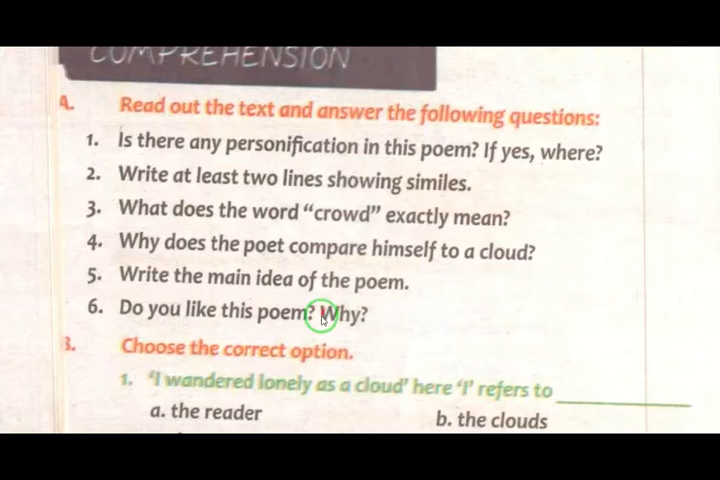 COMPREHENSION
A. Read out the text and answer the following questions:
1. Is there any personification in this poem? If yes, where?
2. Write at least two lines showing similes.
3. What does the word “crowd” exactly mean?
4. Why does the poet compare himself to a cloud?
5. Write the main idea of the poem.
6. Do you like this poem? Why?
B. Choose the correct option.
1. ‘I wandered lonely as a cloud’ here ‘I’ refers to ____________
a. the reader
b. the clouds